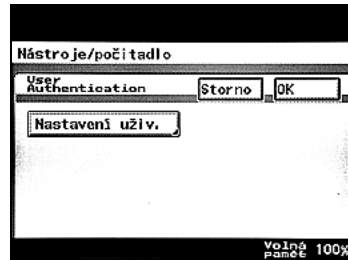 Nástroje/počítadlo
User
Authentication
Storno
OK
Nastavení uživ.
Volná
paměť 100%